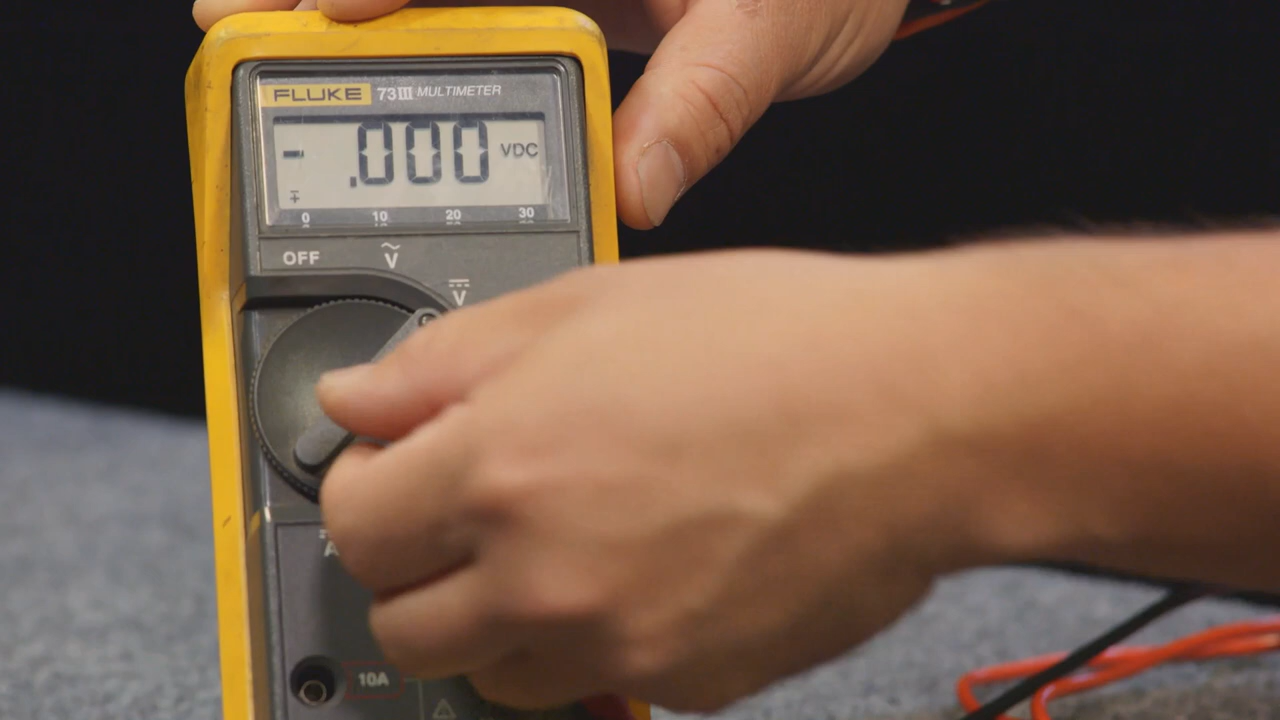 FLUKE 73III MULTIMETER
- .000 VDC
0 10 20 30
OFF V
V
A
10A